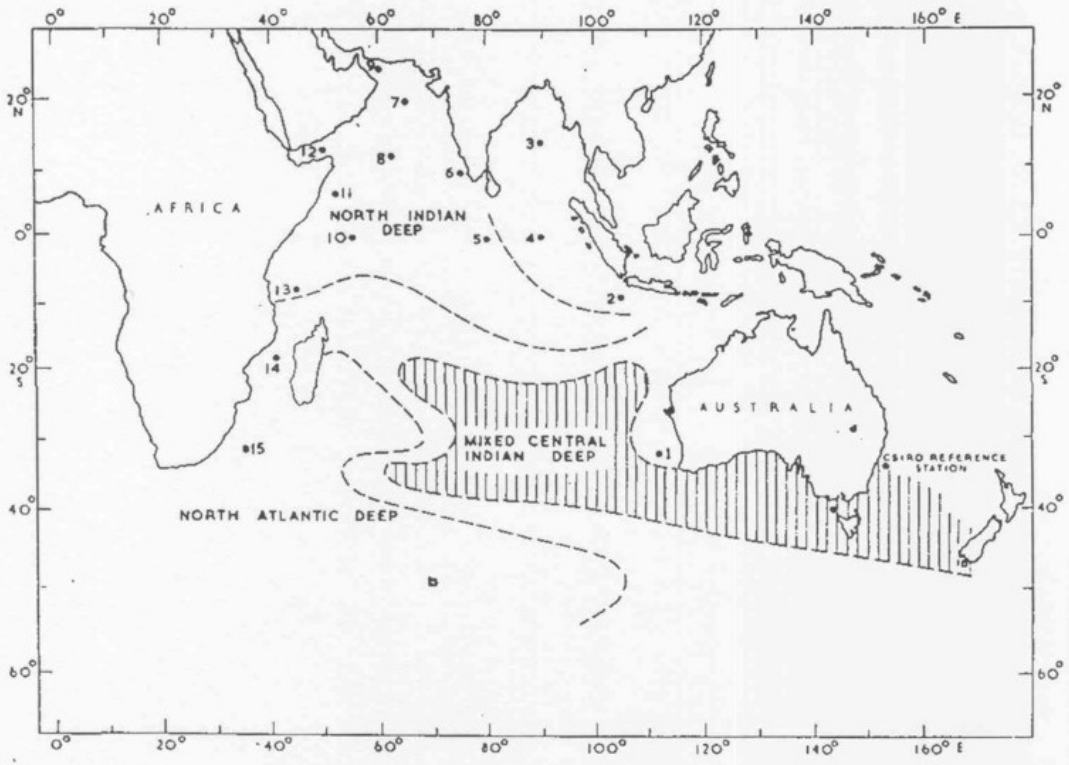 0° 20° 40° 60° 80° 100° 120° 140° 160° E
20° N 20° N
0° 0°
20° S 20° S
40° 40°
60° 60°
0° 20° 40° 60° 80° 100° 120° 140° 160° E
9
7
3
12
8
6
11
AFRICA
NORTH INDIAN
DEEP
10
5
4
13
2
14
AUSTRALIA
MIXED CENTRAL
INDIAN DEEP
1
15
CSIRO REFERENCE
STATION
NORTH ATLANTIC DEEP